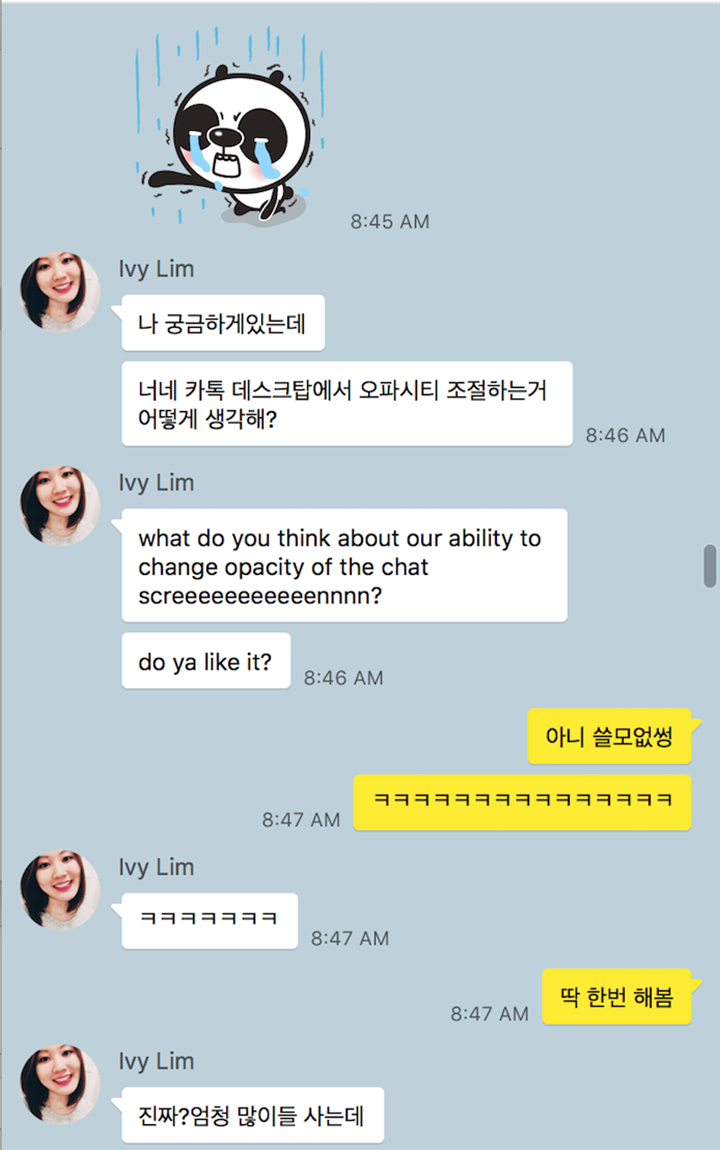 8:45 AM
Ivy Lim
나 궁금하게있는데
너네 카톡 데스크탑에서 오파시티 조절하는거
어떻게 생각해?
8:46 AM
Ivy Lim
what do you think about our ability to
change opacity of the chat
screeeeeeeeeeeennnn?
do ya like it?
8:46 AM
아니 쓸모없썽
ㅋㅋㅋㅋㅋㅋㅋㅋㅋㅋㅋㅋㅋㅋㅋ
8:47 AM
Ivy Lim
ㅋㅋㅋㅋㅋㅋㅋ
8:47 AM
딱 한번 해봄
8:47 AM
Ivy Lim
진짜?엄청 많이들 사는데